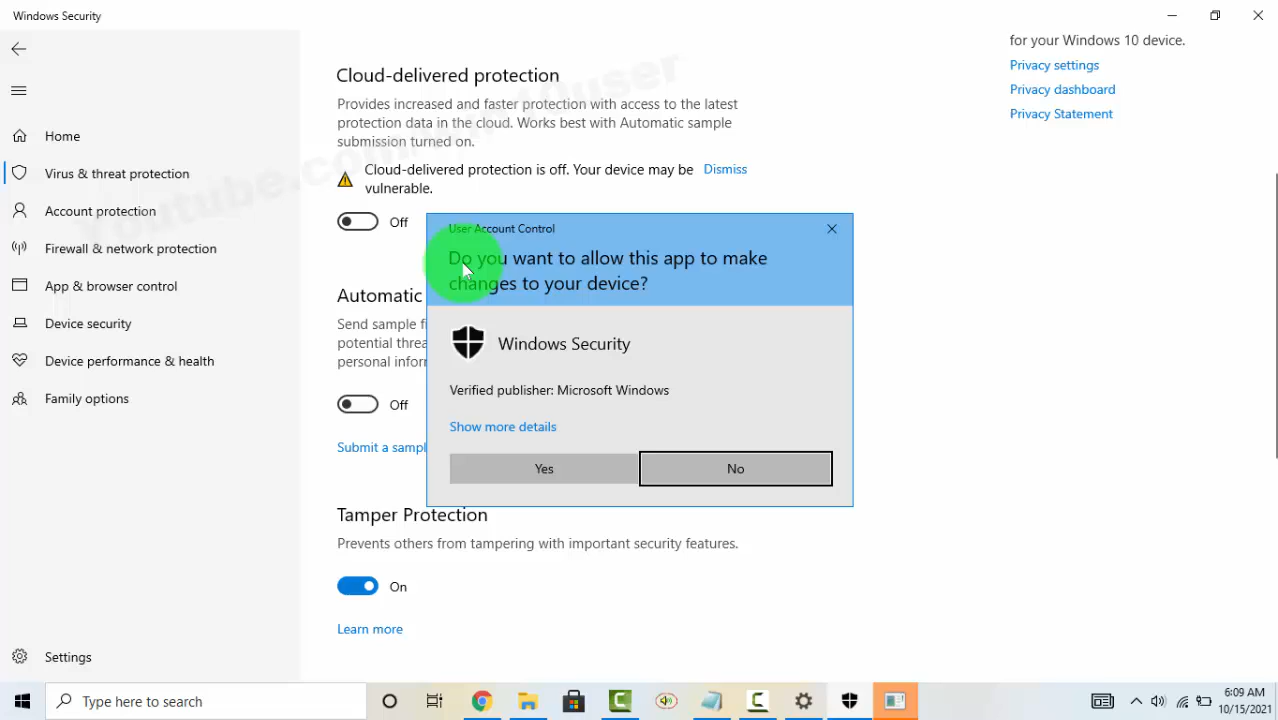 Windows Security
for your Windows 10 device.
Privacy settings
Privacy dashboard
Privacy Statement
Home
Virus & threat protection
Account protection
Firewall & network protection
App & browser control
Device security
Device performance & health
Family options
Settings
Cloud-delivered protection
Provides increased and faster protection with access to the latest
protection data in the cloud. Works best with Automatic sample
submission turned on.
Cloud-delivered protection is off. Your device may be
vulnerable.
Dismiss
Off
Automatic
Send sample
potential
personal
Off
Submit a
Tamper Protection
Prevents others from tampering with important security features.
On
Learn more
User Account Control
Do you want to allow this app to make
changes to your device?
Windows Security
Verified publisher: Microsoft Windows
Show more details
Yes
No
Type here to search
6:09 AM
10/15/2021